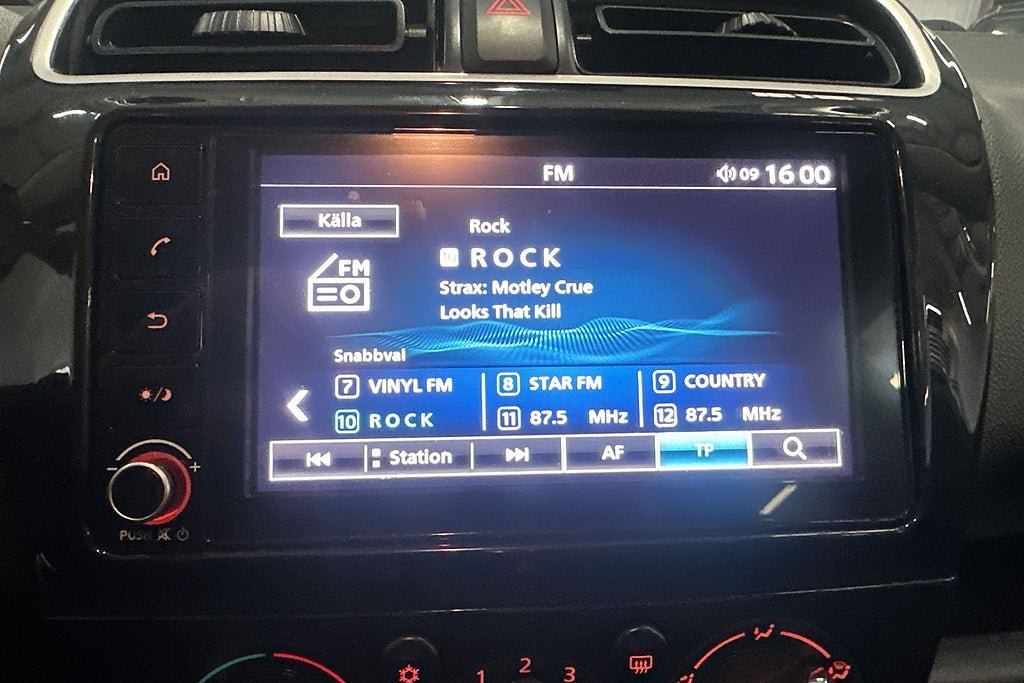 FM
09 16 00
Källa
Rock
10 ROCK
FM
Strax: Motley Crue
Looks That Kill
Snabbval
7 VINYL FM
8 STAR FM
9 COUNTRY
10 ROCK
11 87.5 MHz
12 87.5 MHz
Station
AF
TP
- +
PUSH
1 2 3